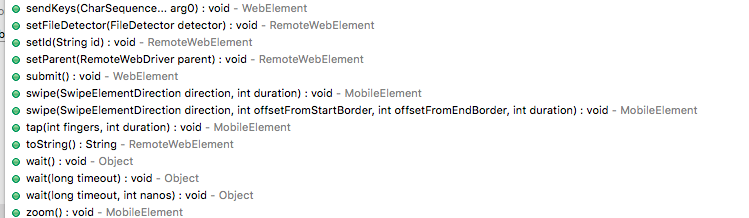 sendKeys(CharSequence... arg0) : void - WebElement
setFileDetector(FileDetector detector) : void - RemoteWebElement
setId(String id) : void - RemoteWebElement
setParent(RemoteWebDriver parent) : void - RemoteWebElement
submit() : void - WebElement
swipe(SwipeElementDirection direction, int duration) : void - MobileElement
swipe(SwipeElementDirection direction, int offsetFromStartBorder, int offsetFromEndBorder, int duration) : void - MobileElement
tap(int fingers, int duration) : void - MobileElement
toString() : String - RemoteWebElement
wait() : void - Object
wait(long timeout) : void - Object
wait(long timeout, int nanos) : void - Object
zoom() : void - MobileElement